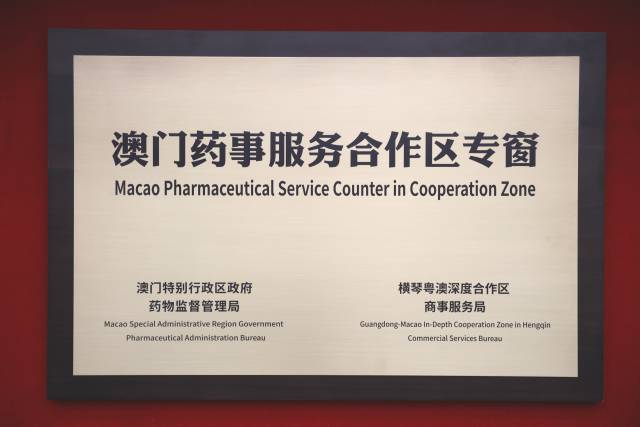 澳门药事服务合作区专窗
Macao Pharmaceutical Service Counter in Cooperation Zone
澳门特别行政区政府
药物监督管理局
Macao Special Administrative Region Government
Pharmaceutical Administration Bureau
横琴粤澳深度合作区
商事服务局
Guangdong-Macao In-Depth Cooperation Zone in Hengqin
Commercial Services Bureau